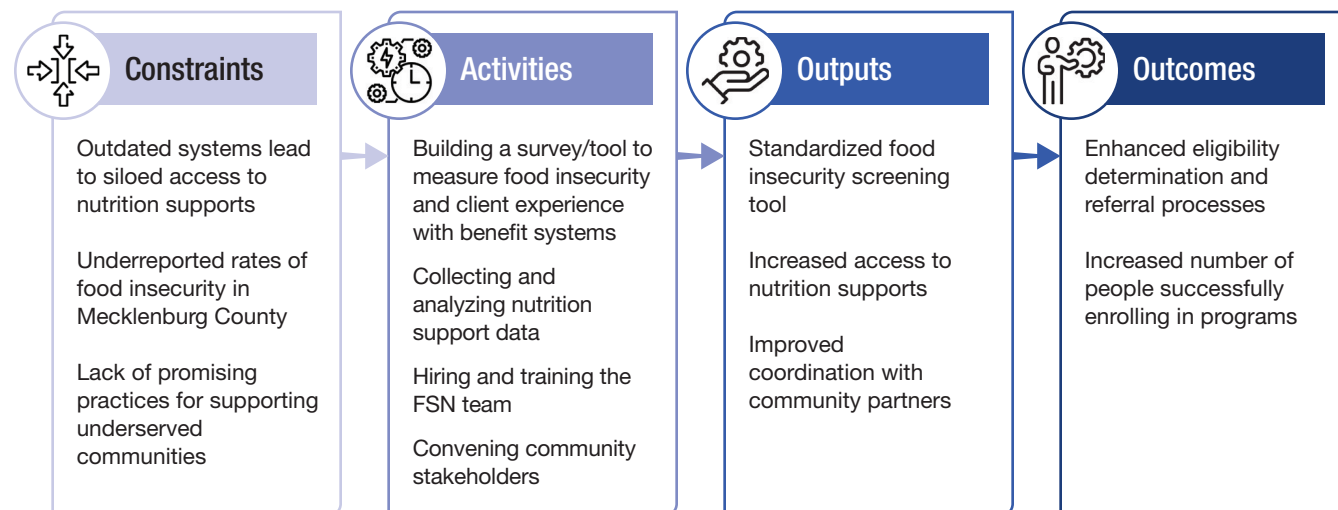 Constraints
Outdated systems lead
to siloed access to
nutrition supports
Underreported rates of
food insecurity in
Mecklenburg County
Lack of promising
practices for supporting
underserved
communities
Activities
Building a survey/tool to
measure food insecurity
and client experience
with benefit systems
Collecting and
analyzing nutrition
support data
Hiring and training the
FSN team
Convening community
stakeholders
Outputs
Standardized food
insecurity screening
tool
Increased access to
nutrition supports
Improved
coordination with
community partners
Outcomes
Enhanced eligibility
determination and
referral processes
Increased number of
people successfully
enrolling in programs